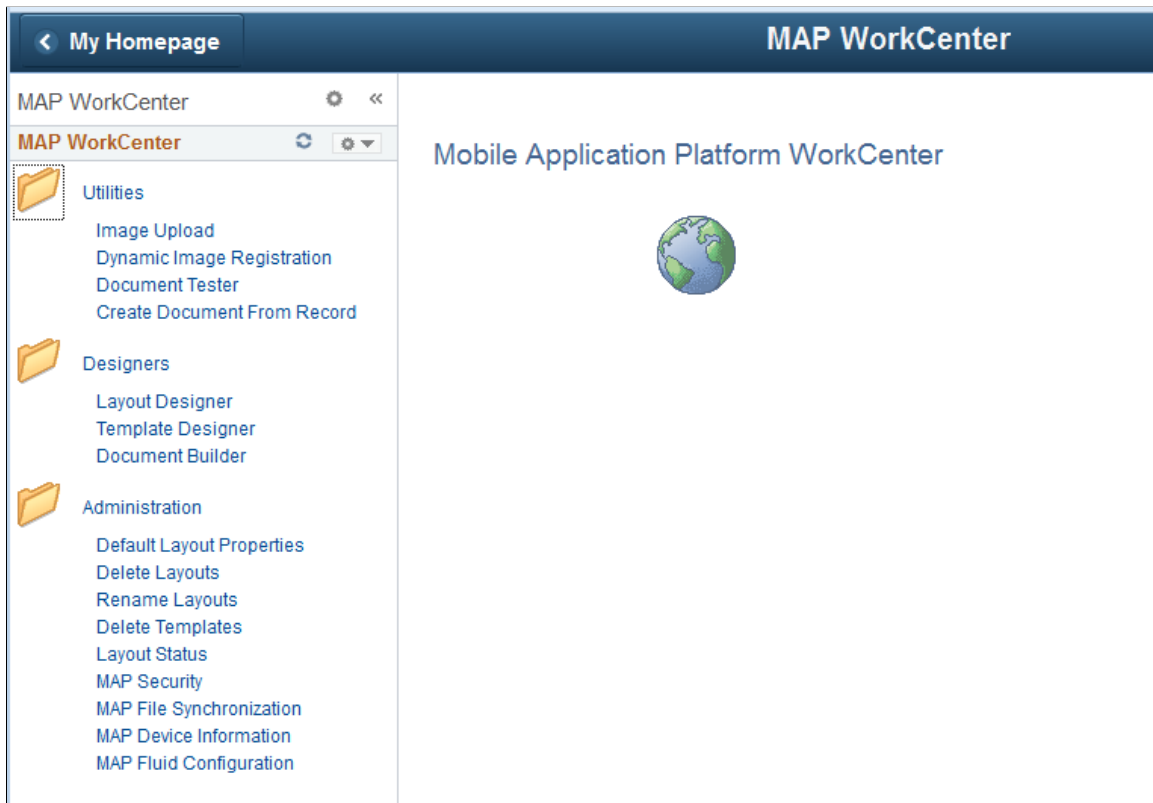 My Homepage
MAP WorkCenter
MAP WorkCenter
MAP WorkCenter
Utilities
Image Upload
Dynamic Image Registration
Document Tester
Create Document From Record
Designers
Layout Designer
Template Designer
Document Builder
Administration
Default Layout Properties
Delete Layouts
Rename Layouts
Delete Templates
Layout Status
MAP Security
MAP File Synchronization
MAP Device Information
MAP Fluid Configuration
Mobile Application Platform WorkCenter